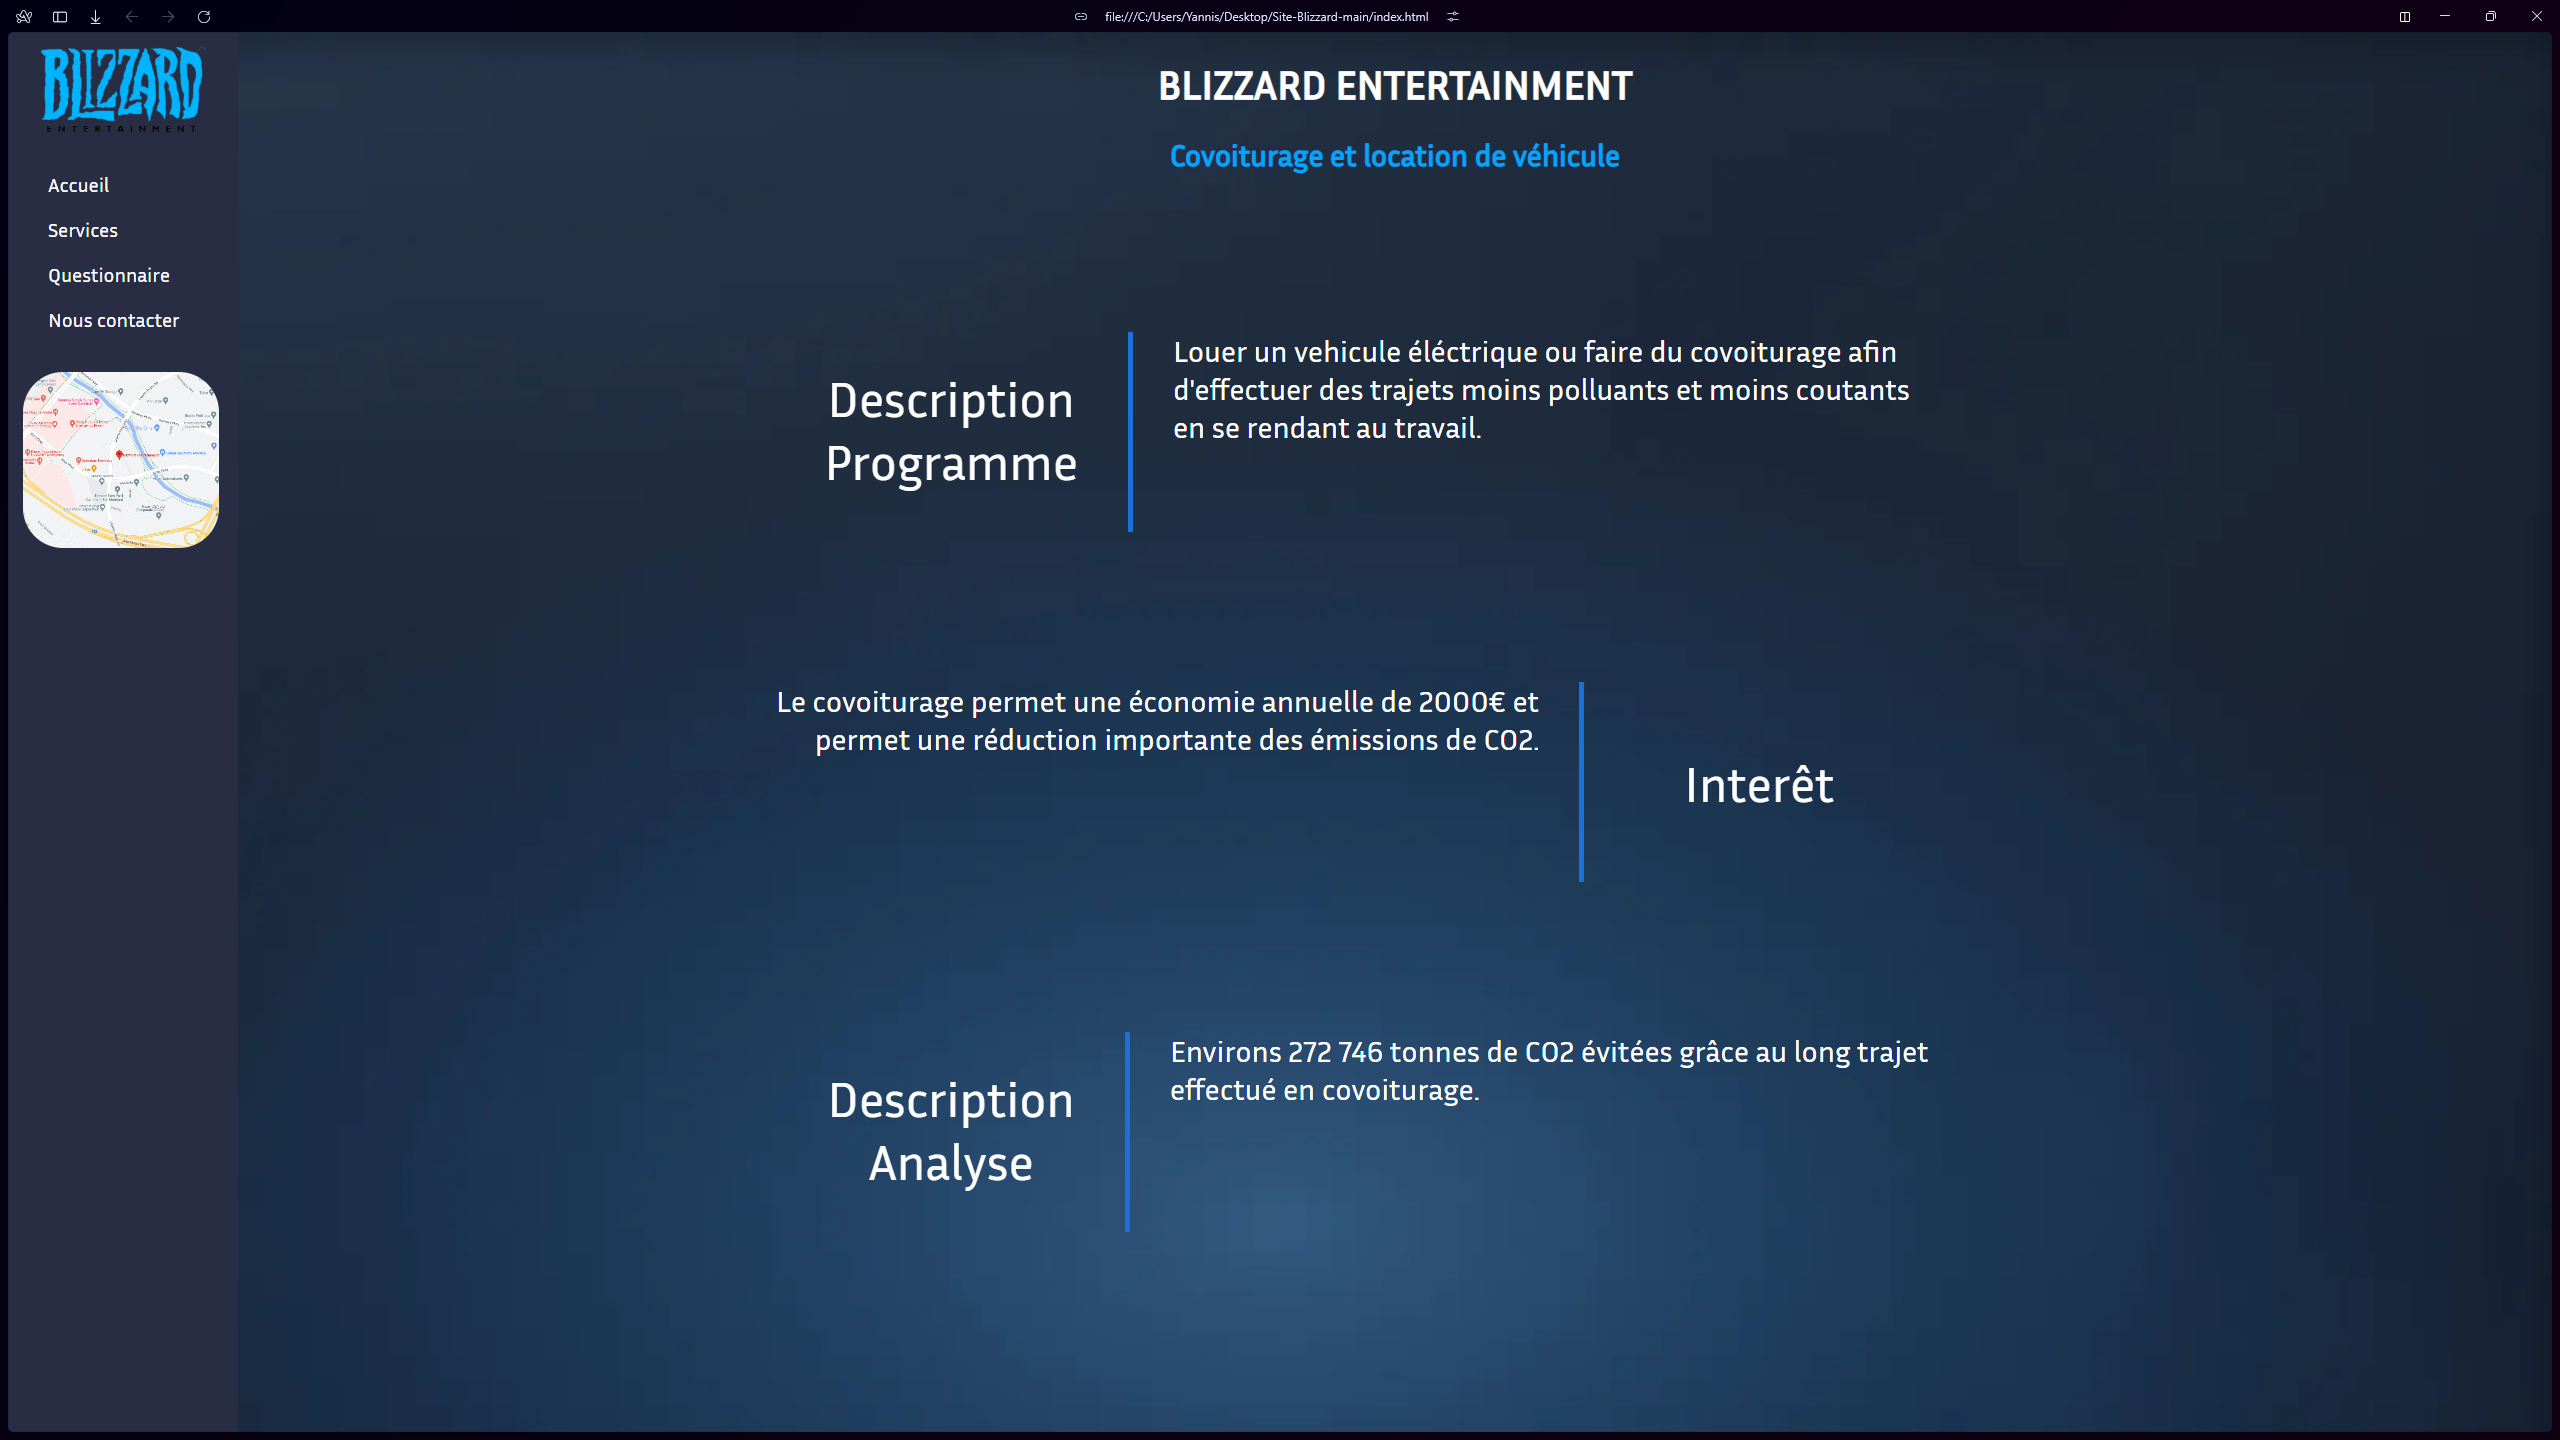 file:///C:/Users/Yannis/Desktop/Site-Blizzard-main/index.html
BLIZZARD
ENTERTAINMENT
Accueil
Services
Questionnaire
Nous contacter
BLIZZARD ENTERTAINMENT
Covoiturage et location de véhicule
Description
Programme
Louer un vehicule éléctrique ou faire du covoiturage afin
d'effectuer des trajets moins polluants et moins coutants
en se rendant au travail.
Le covoiturage permet une économie annuelle de 2000€ et
permet une réduction importante des émissions de CO2.
Interêt
Description
Analyse
Environs 272 746 tonnes de CO2 évitées grâce au long trajet
effectué en covoiturage.